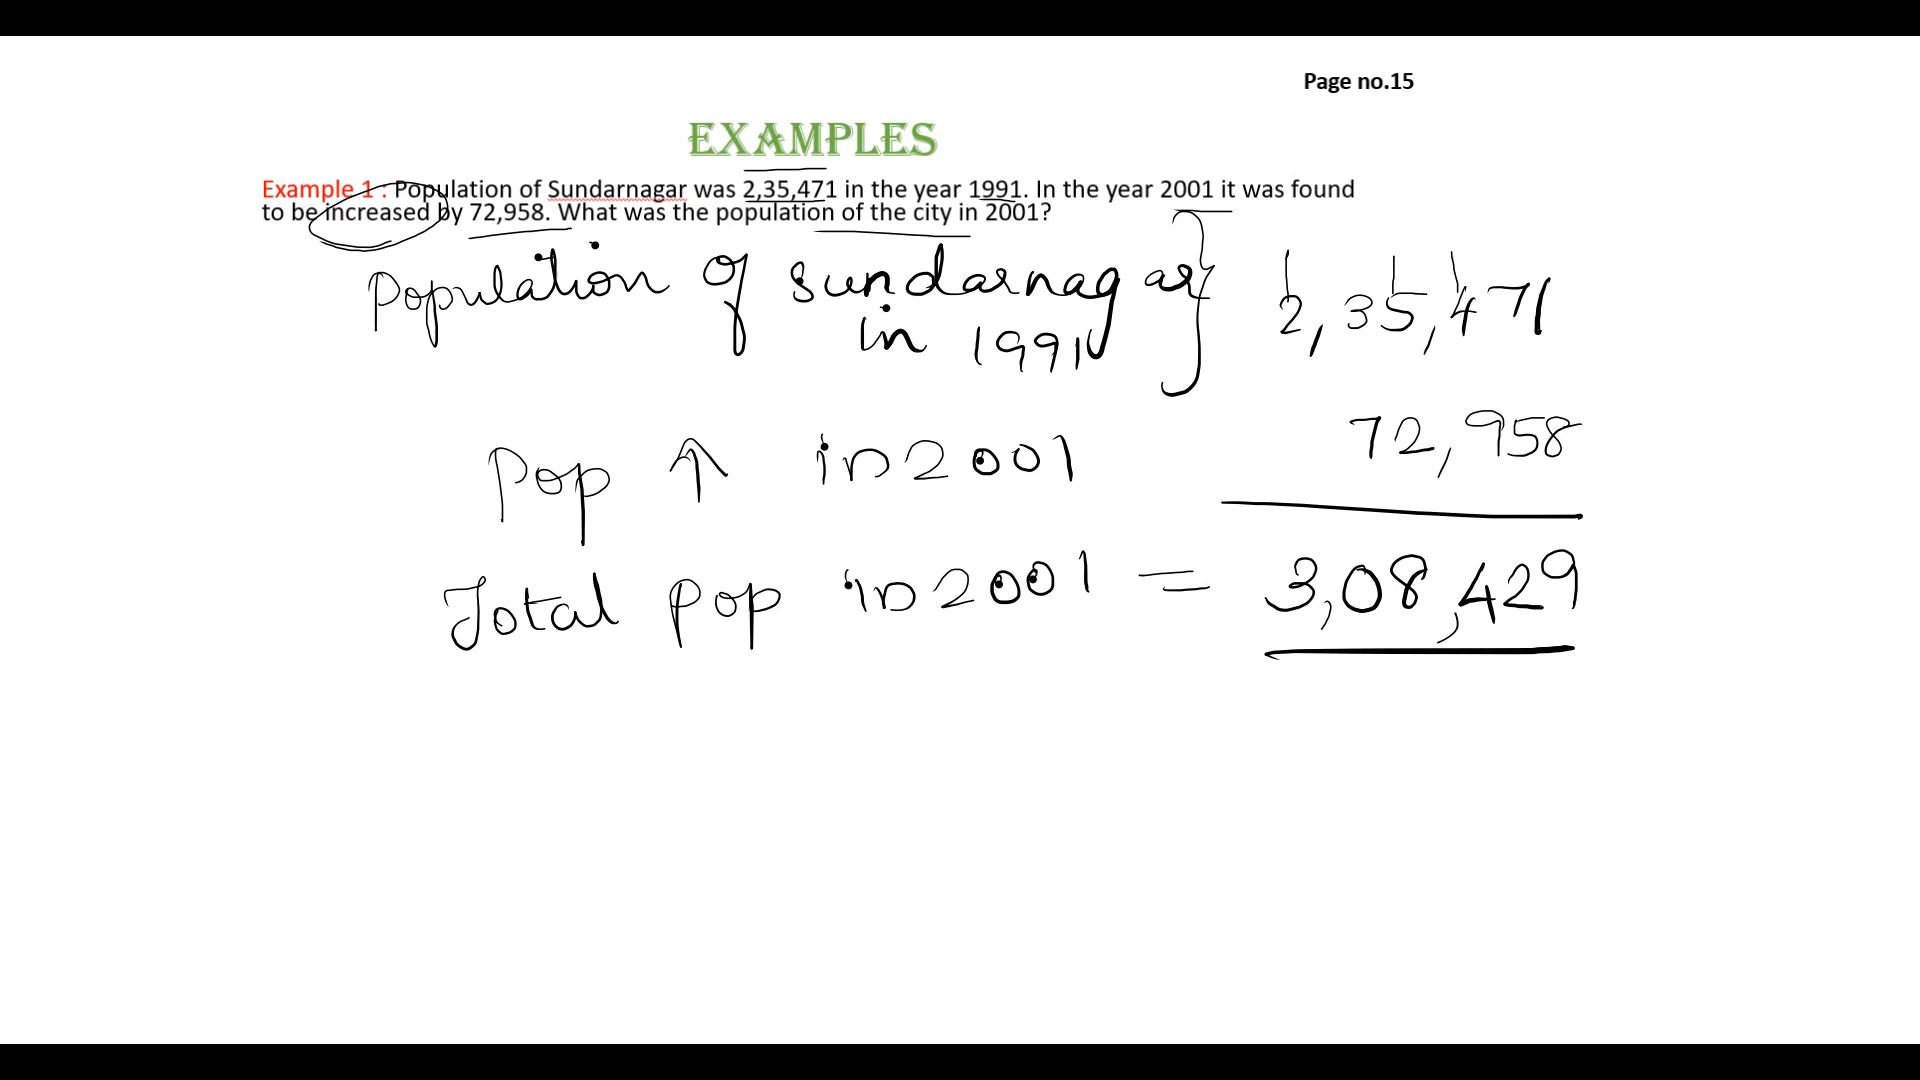 Page no.15
EXAMPLES
Example 1 : Population of Sundarnagar was 2,35,471 in the year 1991. In the year 2001 it was found
to be increased by 72,958. What was the population of the city in 2001?
1 1 1
Population of sundarnagar } 2,35,471
in 1991
Pop ↑ in 2001 72,958
Total pop in 2001 = 3,08,429